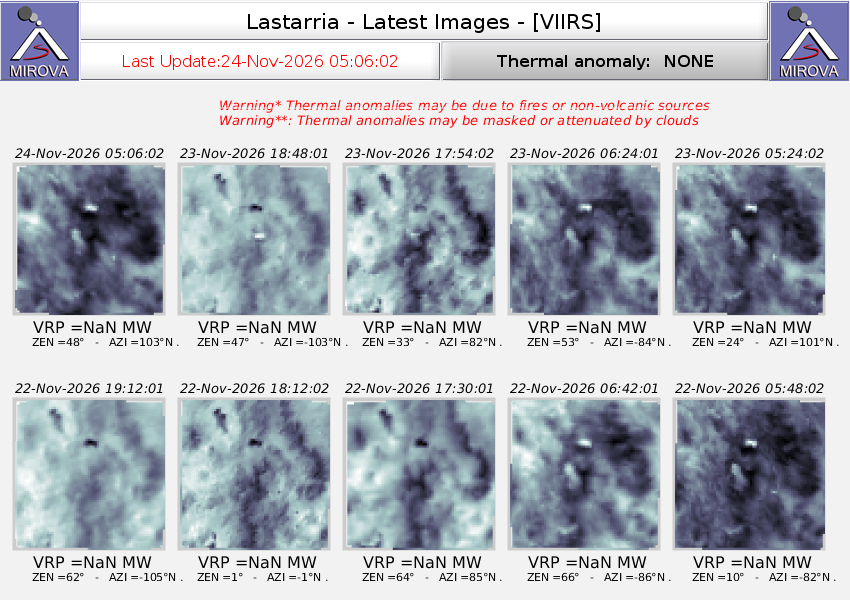 Lastarria - Latest Images - [VIIRS]
MIROVA
Last Update:24-Nov-2026 05:06:02
Thermal anomaly: NONE
MIROVA
Warning* Thermal anomalies may be due to fires or non-volcanic sources
Warning**: Thermal anomalies may be masked or attenuated by clouds
24-Nov-2026 05:06:02
23-Nov-2026 18:48:01
23-Nov-2026 17:54:02
23-Nov-2026 06:24:01
23-Nov-2026 05:24:02
VRP =NaN MW
VRP =NaN MW
VRP =NaN MW
VRP =NaN MW
VRP =NaN MW
ZEN =48° - AZI =103°N .
ZEN =47° - AZI =-103°N .
ZEN =33° - AZI =82°N .
ZEN =53° - AZI =-84°N .
ZEN =24° - AZI =101°N .
22-Nov-2026 19:12:01
22-Nov-2026 18:12:02
22-Nov-2026 17:30:01
22-Nov-2026 06:42:01
22-Nov-2026 05:48:02
VRP =NaN MW
VRP =NaN MW
VRP =NaN MW
VRP =NaN MW
VRP =NaN MW
ZEN =62° - AZI =-105°N .
ZEN =1° - AZI =-1°N .
ZEN =64° - AZI =85°N .
ZEN =66° - AZI =-86°N .
ZEN =10° - AZI =-82°N .